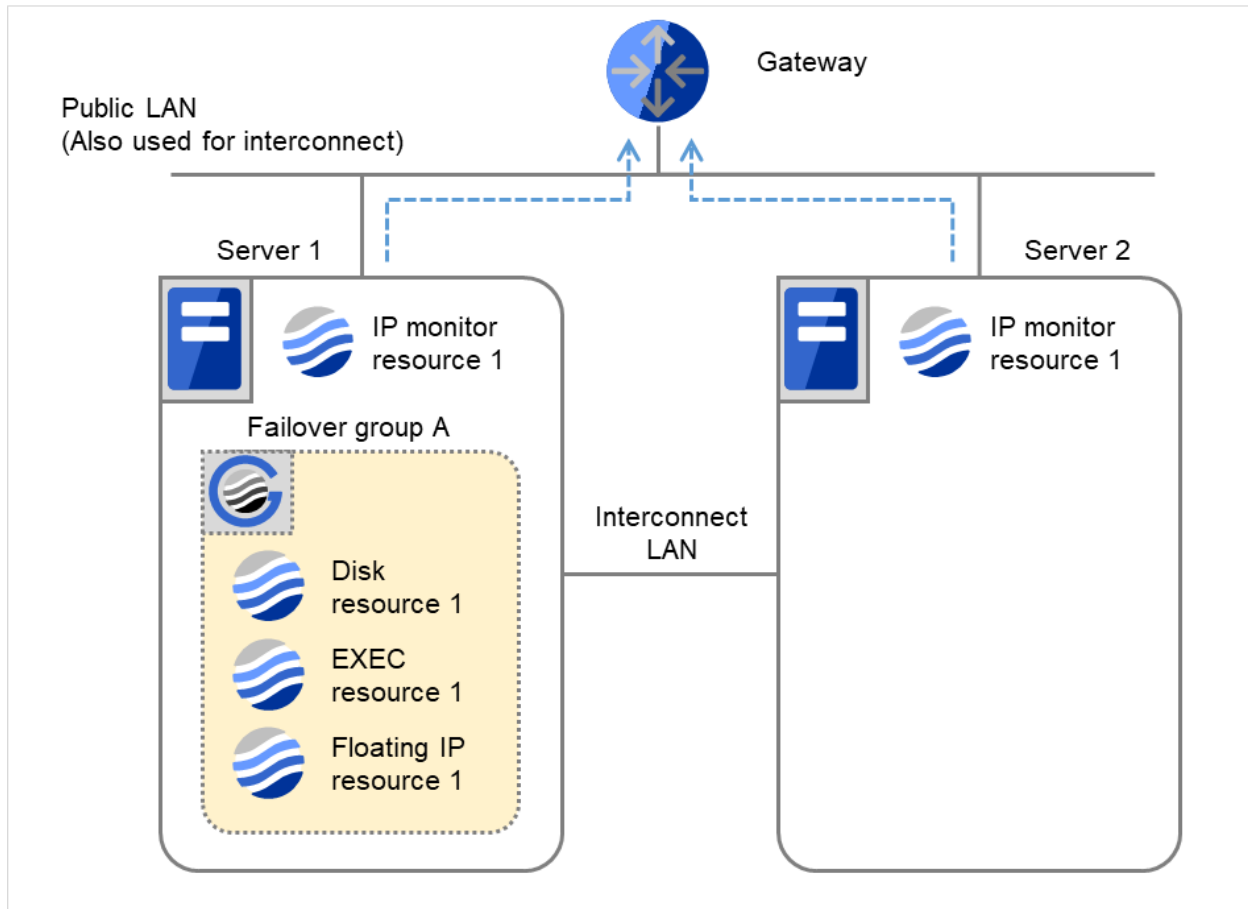 Gateway
Public LAN
(Also used for interconnect)
Server 1
Server 2
IP monitor
resource 1
IP monitor
resource 1
Failover group A
Interconnect
LAN
Disk
resource 1
EXEC
resource 1
Floating IP
resource 1